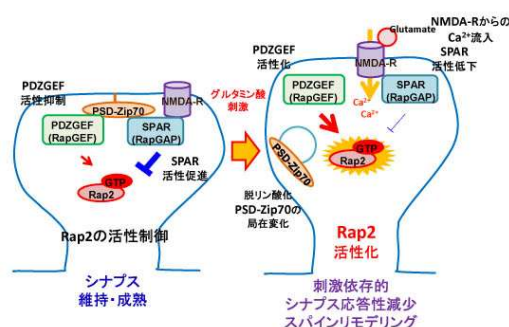 PDZGEF
活性抑制
PSD-Zip70
NMDA-R
PDZGEF
(RapGEF)
SPAR
(RapGAP)
SPAR
活性促進
GTP
Rap2
Rap2の活性制御
シナプス
維持・成熟
グルタミン酸
刺激
Glutamate
NMDA-Rからの
Ca²⁺流入
SPAR
活性低下
PDZGEF
活性化
NMDA-R
PDZGEF
(RapGEF)
Ca²⁺
Ca²⁺
SPAR
(RapGAP)
PSD-Zip70
GTP
Rap2
脱リン酸化
PSD-Zip70の
局在変化
Rap2
活性化
刺激依存的
シナプス応答性減少
スパインリモデリング